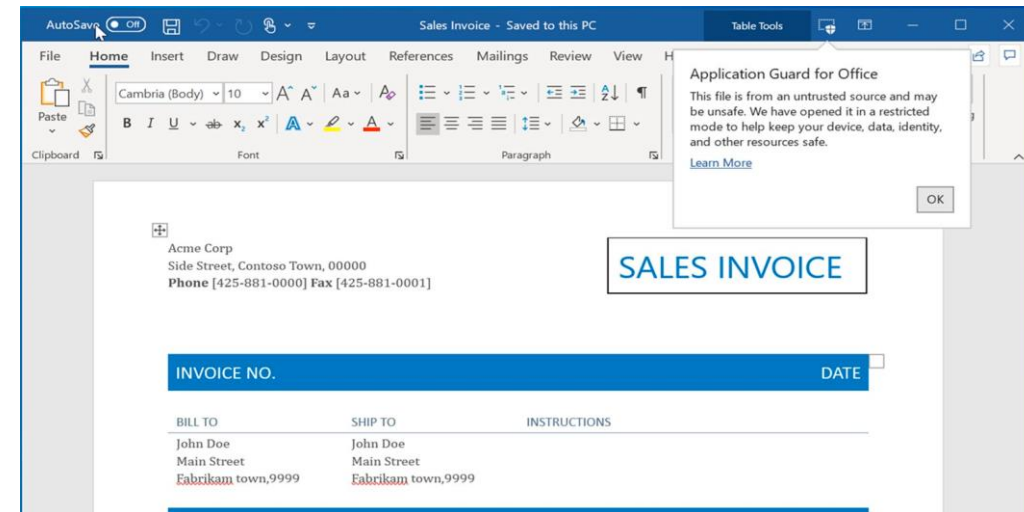 AutoSave Off Sales Invoice - Saved to this PC Table Tools
File Home Insert Draw Design Layout References Mailings Review View H
Paste
Cambria (Body) 10 A^ A˅ Aa A
B I U ab x₂ x² A A
Clipboard Font Paragraph
Application Guard for Office
This file is from an untrusted source and may
be unsafe. We have opened it in a restricted
mode to help keep your device, data, identity,
and other resources safe.
Learn More
OK
Acme Corp
Side Street, Contoso Town, 00000
Phone [425-881-0000] Fax [425-881-0001]
SALES INVOICE
INVOICE NO. DATE
BILL TO SHIP TO INSTRUCTIONS
John Doe John Doe
Main Street Main Street
Fabrikam town,9999 Fabrikam town,9999